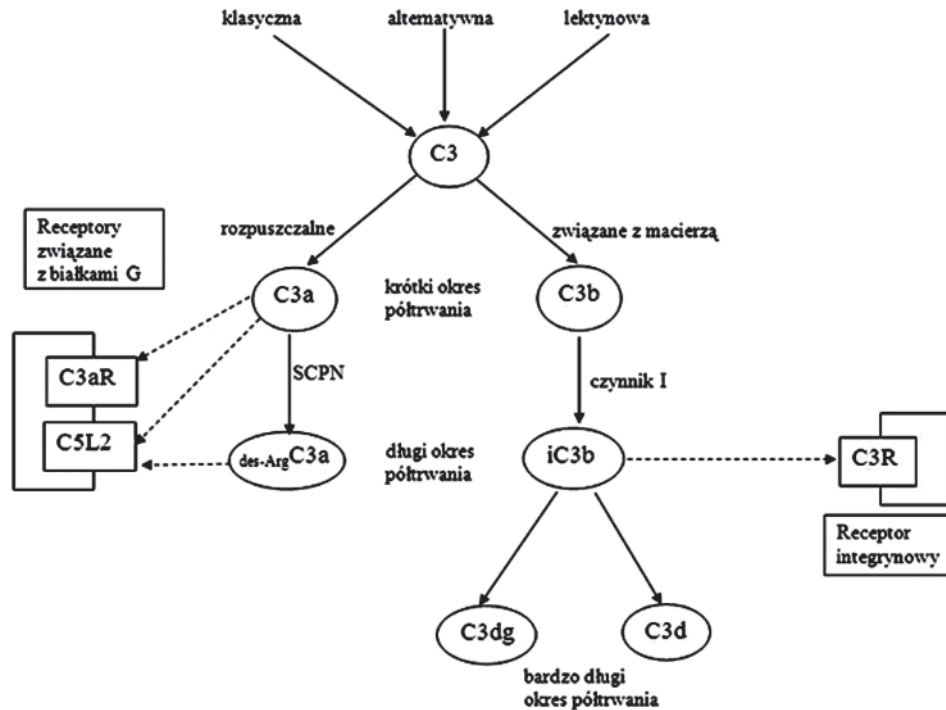 klasyczna
alternatywna
lektynowa
C3
Receptory
związane
z białkami G
rozpuszczalne
związane z macierzą
C3a
krótki okres
półtrwania
C3b
C3aR
SCPN
czynnik I
C5L2
des-ArgC3a
długi okres
półtrwania
iC3b
C3R
Receptor
integrynowy
C3dg
C3d
bardzo długi
okres półtrwania